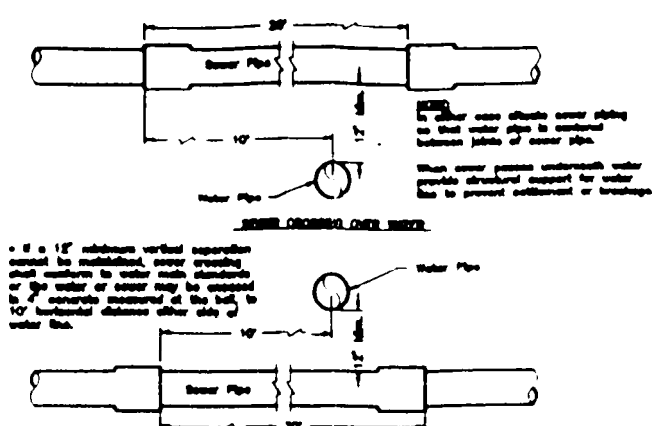 20'
Sewer Pipe
12" Min.
10'
Water Pipe
NOTE:
In either case situate sewer piping
so that water pipe is centered
between joints of sewer pipe.
When sewer passes underneath water
provide structural support for water
line to prevent settlement or breakage.
SEWER CROSSING OVER WATER
* If a 12" minimum vertical separation
cannot be maintained, sewer crossing
shall conform to water main standards
or the water or sewer may be encased
in 4" concrete measured at the bell, to
10' horizontal distance either side of
water line.
Water Pipe
10'
12" Min.
Sewer Pipe
20'